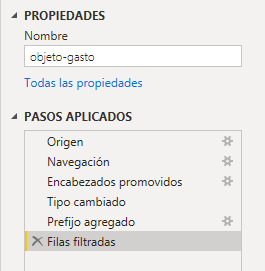 PROPIEDADES
Nombre
objeto-gasto
Todas las propiedades
PASOS APLICADOS
Origen
Navegación
Encabezados promovidos
Tipo cambiado
Prefijo agregado
Filas filtradas